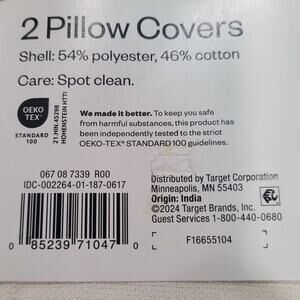 2 Pillow Covers
Shell: 54% polyester, 46% cotton
Care: Spot clean.
OEKO
TEX®
STANDARD
100
21.HIN.45298
HOHENSTEIN HTTI
We made it better. To keep you safe
from harmful substances, this product has
been independently tested to the strict
OEKO-TEX® STANDARD 100 guidelines.
067 08 7339 R00
IDC-002264-01-187-0617
0 85239 71047 0
Distributed by Target Corporation
Minneapolis, MN 55403
Origin: India
©2024 Target Brands, Inc.
Guest Services 1-800-440-0680
F16655104